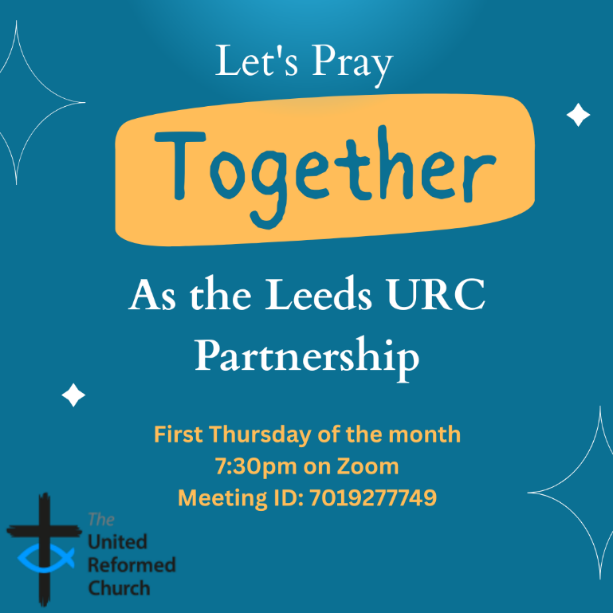 Let's Pray
Together
As the Leeds URC
Partnership
First Thursday of the month
7:30pm on Zoom
Meeting ID: 7019277749
The
United
Reformed
Church